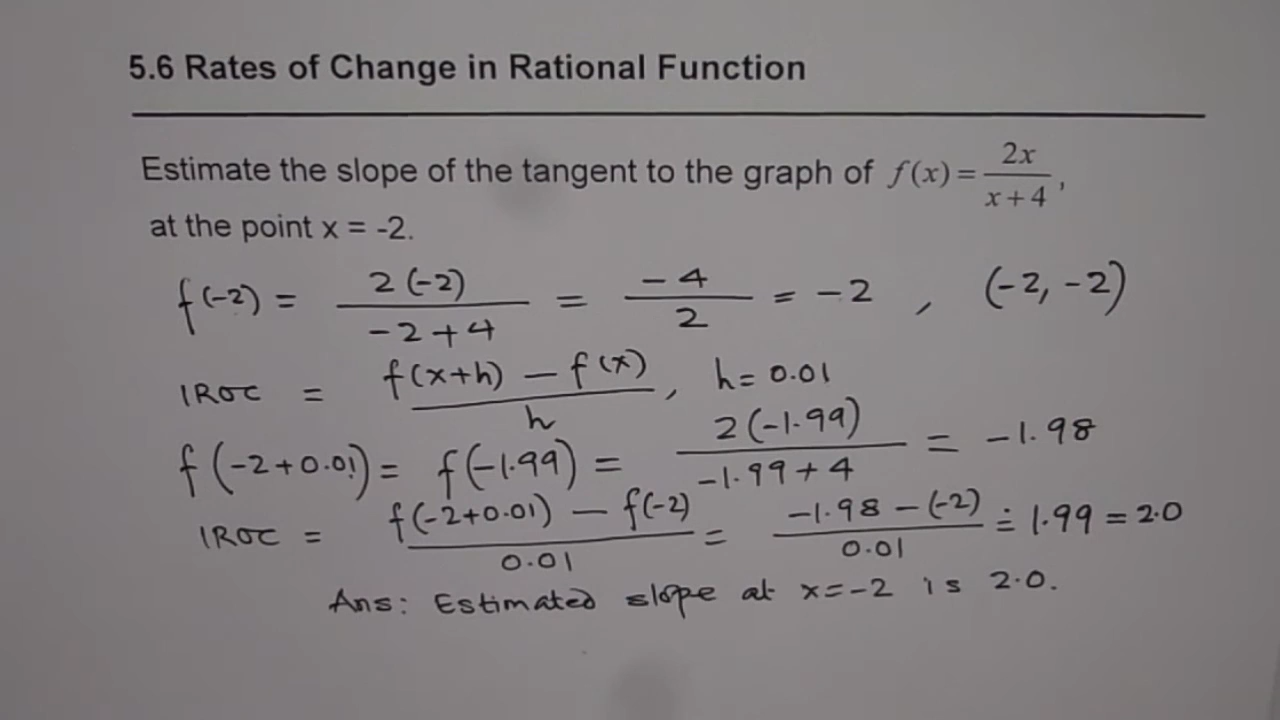 5.6 Rates of Change in Rational Function
Estimate the slope of the tangent to the graph of f(x) = 2x / x+4 ,
at the point x = -2.
f(-2) = 2(-2) / -2+4 = -4 / 2 = -2 , (-2, -2)
IROC = f(x+h) - f(x) / h , h = 0.01
f(-2+0.01) = f(-1.99) = 2(-1.99) / -1.99+4 = -1.98
IROC = f(-2+0.01) - f(-2) / 0.01 = -1.98 - (-2) / 0.01 ≐ 1.99 = 2.0
Ans: Estimated slope at x=-2 is 2.0.